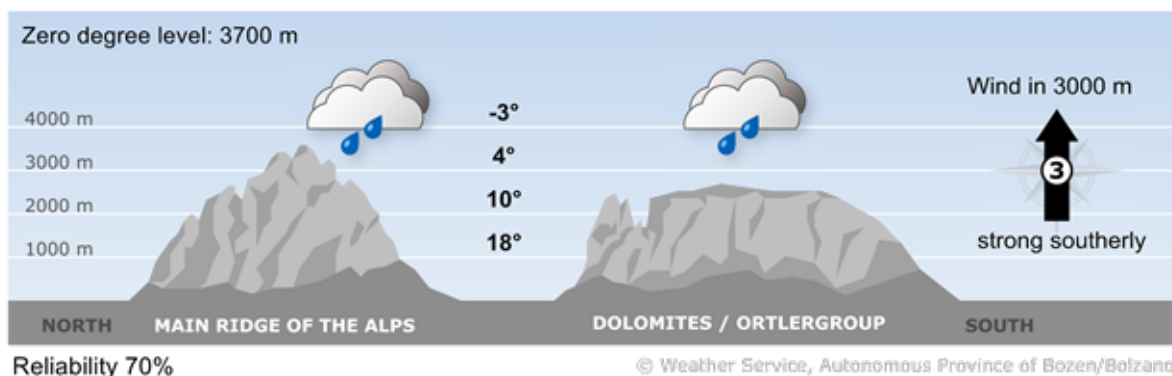 Zero degree level: 3700 m
Wind in 3000 m
4000 m
-3°
3000 m
4°
3
2000 m
10°
1000 m
18°
strong southerly
NORTH
MAIN RIDGE OF THE ALPS
DOLOMITES / ORTLERGROUP
SOUTH
Reliability 70%
© Weather Service, Autonomous Province of Bozen/Bolzano